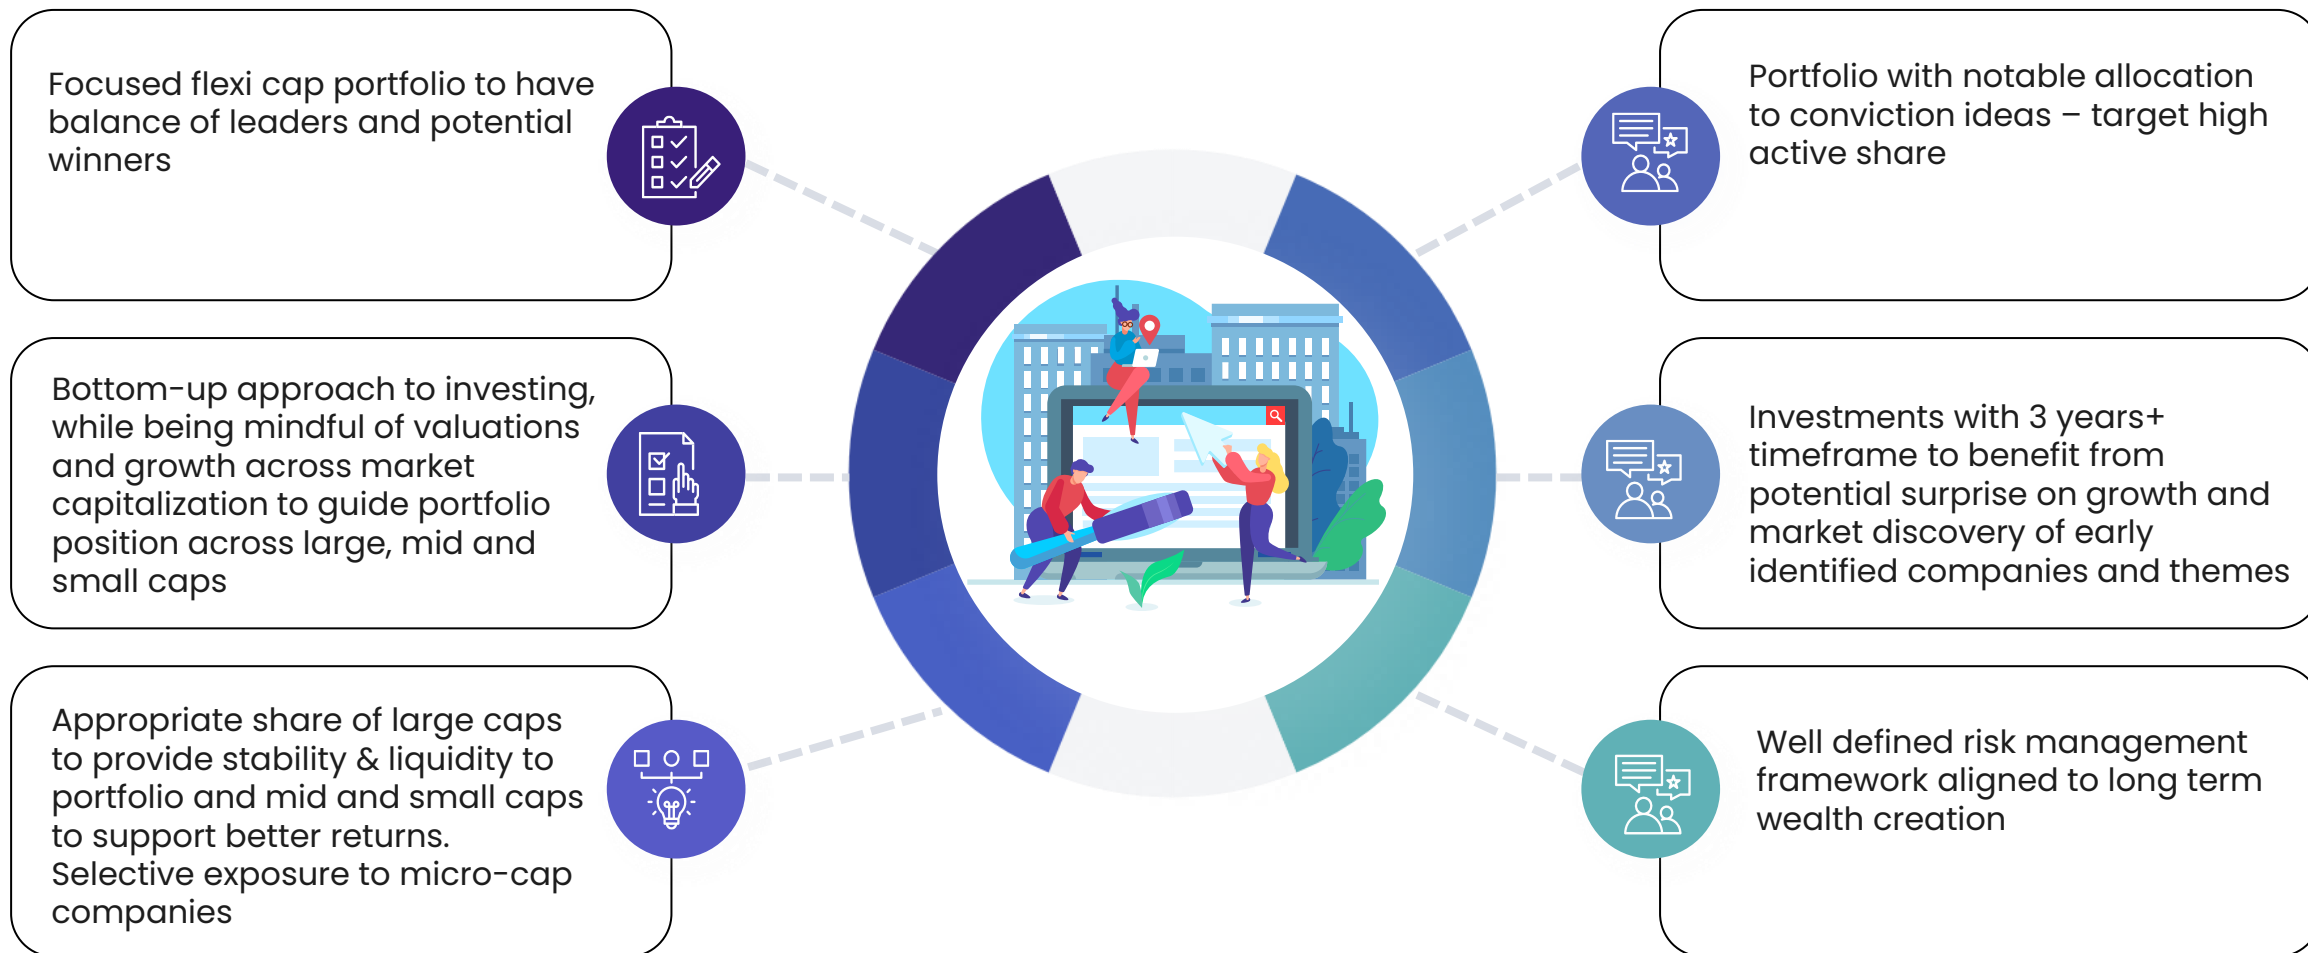 Focused flexi cap portfolio to have
balance of leaders and potential
winners
Bottom-up approach to investing,
while being mindful of valuations
and growth across market
capitalization to guide portfolio
position across large, mid and
small caps
Appropriate share of large caps
to provide stability & liquidity to
portfolio and mid and small caps
to support better returns.
Selective exposure to micro-cap
companies
Portfolio with notable allocation
to conviction ideas – target high
active share
Investments with 3 years+
timeframe to benefit from
potential surprise on growth and
market discovery of early
identified companies and themes
Well defined risk management
framework aligned to long term
wealth creation